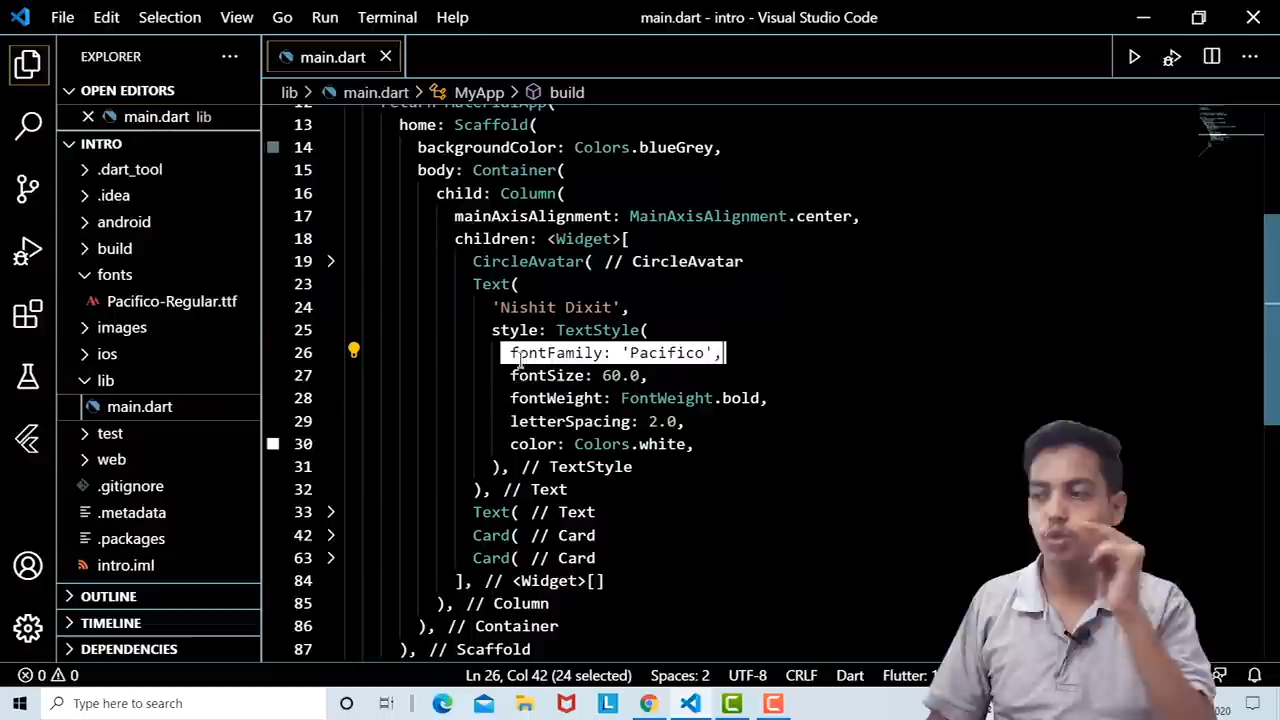 File Edit Selection View Go Run Terminal Help
main.dart - intro - Visual Studio Code
EXPLORER
OPEN EDITORS
main.dart lib
INTRO
.dart_tool
.idea
android
build
fonts
Pacifico-Regular.ttf
images
ios
lib
main.dart
test
web
.gitignore
.metadata
.packages
intro.iml
OUTLINE
TIMELINE
DEPENDENCIES
main.dart
lib > main.dart > MyApp > build
13 home: Scaffold(
14 backgroundColor: Colors.blueGrey,
15 body: Container(
16 child: Column(
17 mainAxisAlignment: MainAxisAlignment.center,
18 children: <Widget>[
19 CircleAvatar( // CircleAvatar
23 Text(
24 'Nishit Dixit',
25 style: TextStyle(
26 fontFamily: 'Pacifico',
27 fontSize: 60.0,
28 fontWeight: FontWeight.bold,
29 letterSpacing: 2.0,
30 color: Colors.white,
31 ), // TextStyle
32 ), // Text
33 Text( // Text
42 Card( // Card
63 Card( // Card
84 ], // <Widget>[]
85 ), // Column
86 ), // Container
87 ), // Scaffold
0 0
Ln 26, Col 42 (24 selected) Spaces: 2 UTF-8 CRLF Dart Flutter:
Type here to search